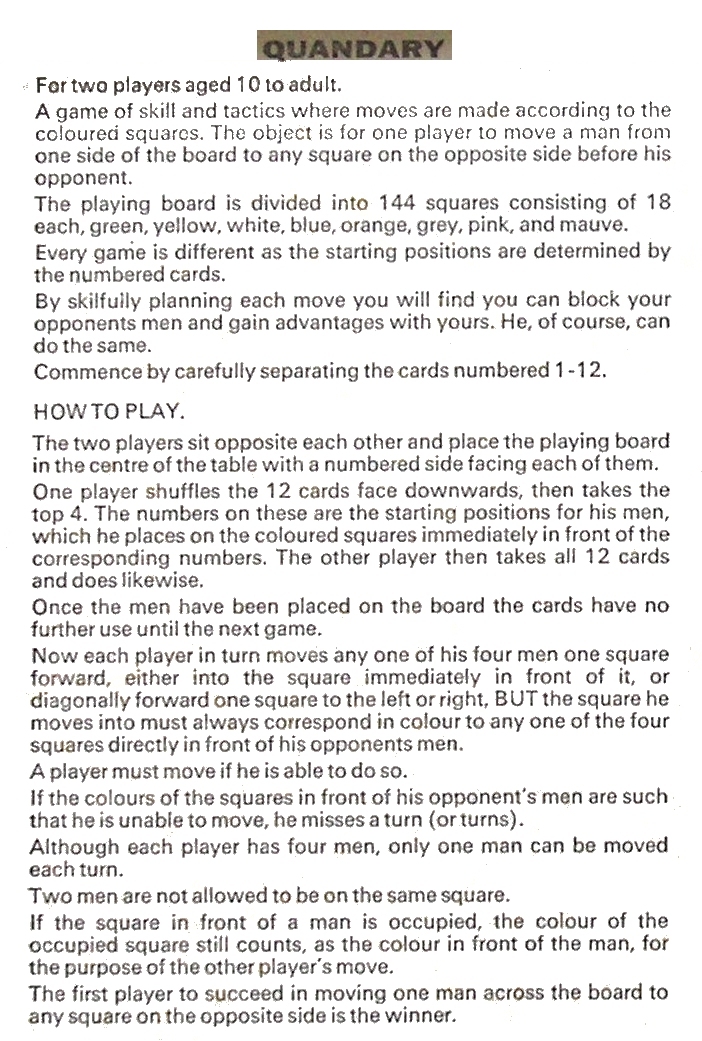 QUANDARY
For two players aged 10 to adult.
A game of skill and tactics where moves are made according to the
coloured squares. The object is for one player to move a man from
one side of the board to any square on the opposite side before his
opponent.
The playing board is divided into 144 squares consisting of 18
each, green, yellow, white, blue, orange, grey, pink, and mauve.
Every game is different as the starting positions are determined by
the numbered cards.
By skilfully planning each move you will find you can block your
opponents men and gain advantages with yours. He, of course, can
do the same.
Commence by carefully separating the cards numbered 1-12.
HOW TO PLAY.
The two players sit opposite each other and place the playing board
in the centre of the table with a numbered side facing each of them.
One player shuffles the 12 cards face downwards, then takes the
top 4. The numbers on these are the starting positions for his men,
which he places on the coloured squares immediately in front of the
corresponding numbers. The other player then takes all 12 cards
and does likewise.
Once the men have been placed on the board the cards have no
further use until the next game.
Now each player in turn moves any one of his four men one square
forward, either into the square immediately in front of it, or
diagonally forward one square to the left or right, BUT the square he
moves into must always correspond in colour to any one of the four
squares directly in front of his opponents men.
A player must move if he is able to do so.
If the colours of the squares in front of his opponent's men are such
that he is unable to move, he misses a turn (or turns).
Although each player has four men, only one man can be moved
each turn.
Two men are not allowed to be on the same square.
If the square in front of a man is occupied, the colour of the
occupied square still counts, as the colour in front of the man, for
the purpose of the other player's move.
The first player to succeed in moving one man across the board to
any square on the opposite side is the winner.